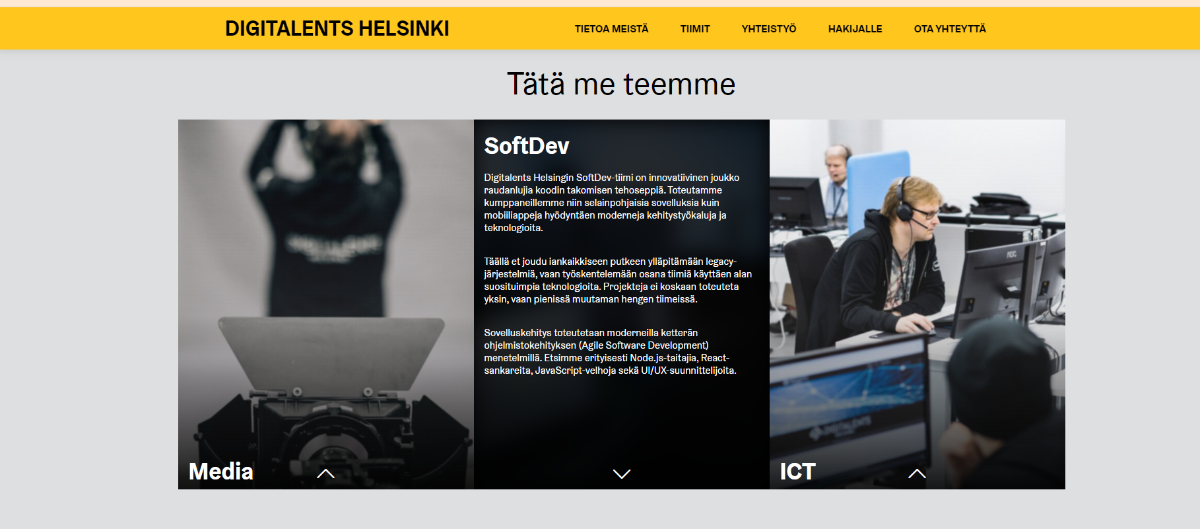 DIGITALENTS HELSINKI
TIETOA MEISTÄ TIIMIT YHTEISTYÖ HAKIJALLE OTA YHTEYTTÄ
Tätä me teemme
SoftDev
Digitalents Helsingin SoftDev-tiimi on innovatiivinen joukko
raudanlujia koodin takomisen tehoseppiä. Toteutamme
kumppaneillemme niin selainpohjaisia sovelluksia kuin
mobiiliappeja hyödyntäen moderneja kehitystyökaluja ja
teknologioita.
Täällä et joudu iankaikkiseen putkeen ylläpitämään legacy-
järjestelmiä, vaan työskentelemään osana tiimiä käyttäen alan
suosituimpia teknologioita. Projekteja ei koskaan toteuteta
yksin, vaan pienissä muutaman hengen tiimeissä.
Sovelluskehitys toteutetaan moderneilla ketterän
ohjelmistokehityksen (Agile Software Development)
menetelmillä. Etsimme erityisesti Node.js-taitajia, React-
sankareita, JavaScript-velhoja sekä UI/UX-suunnittelijoita.
DIGITALENTS
Media
DIGITALENTS
ICT